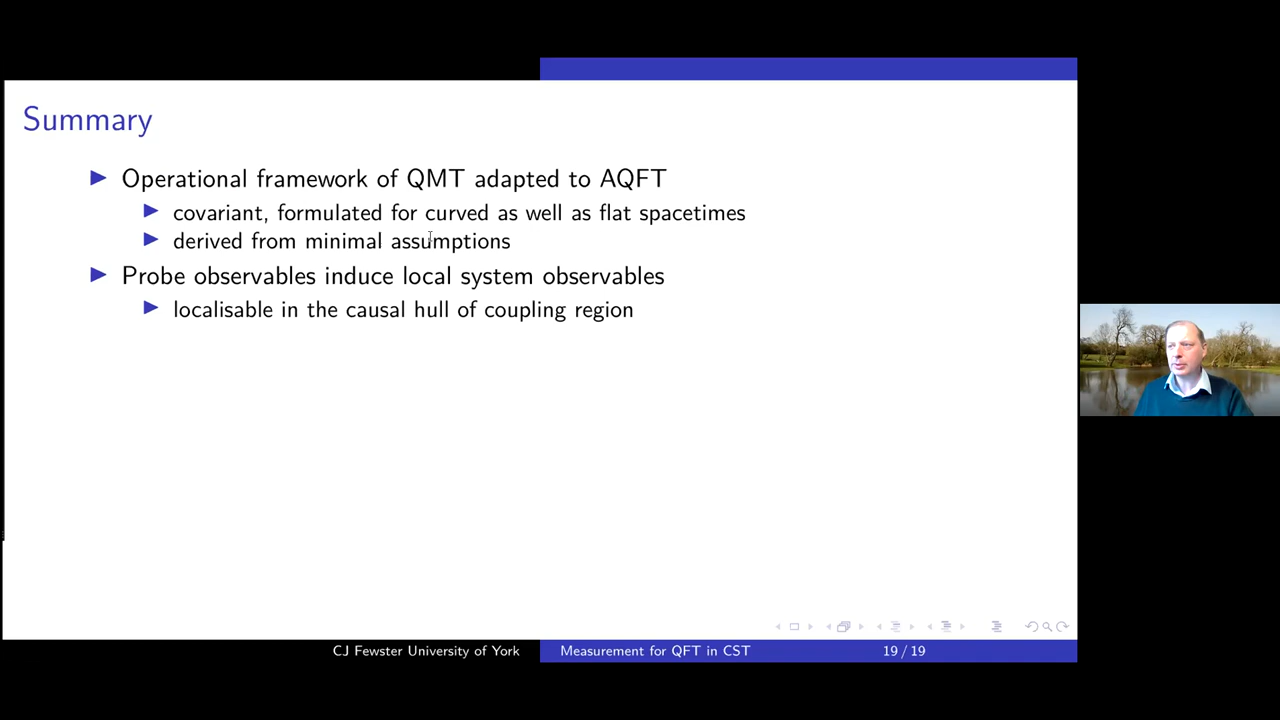 Summary
Operational framework of QMT adapted to AQFT
covariant, formulated for curved as well as flat spacetimes
derived from minimal assumptions
Probe observables induce local system observables
localisable in the causal hull of coupling region
CJ Fewster University of York
Measurement for QFT in CST
19 / 19